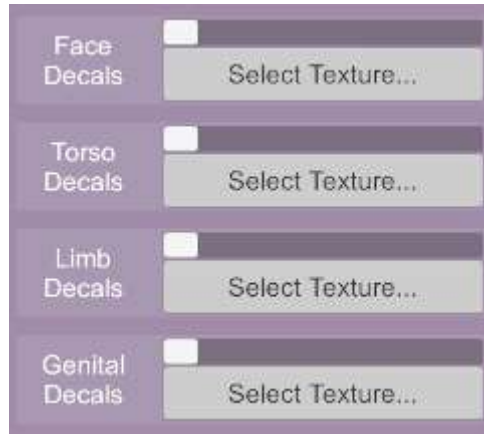 Face
Decals
Select Texture...
Torso
Decals
Select Texture...
Limb
Decals
Select Texture...
Genital
Decals
Select Texture...